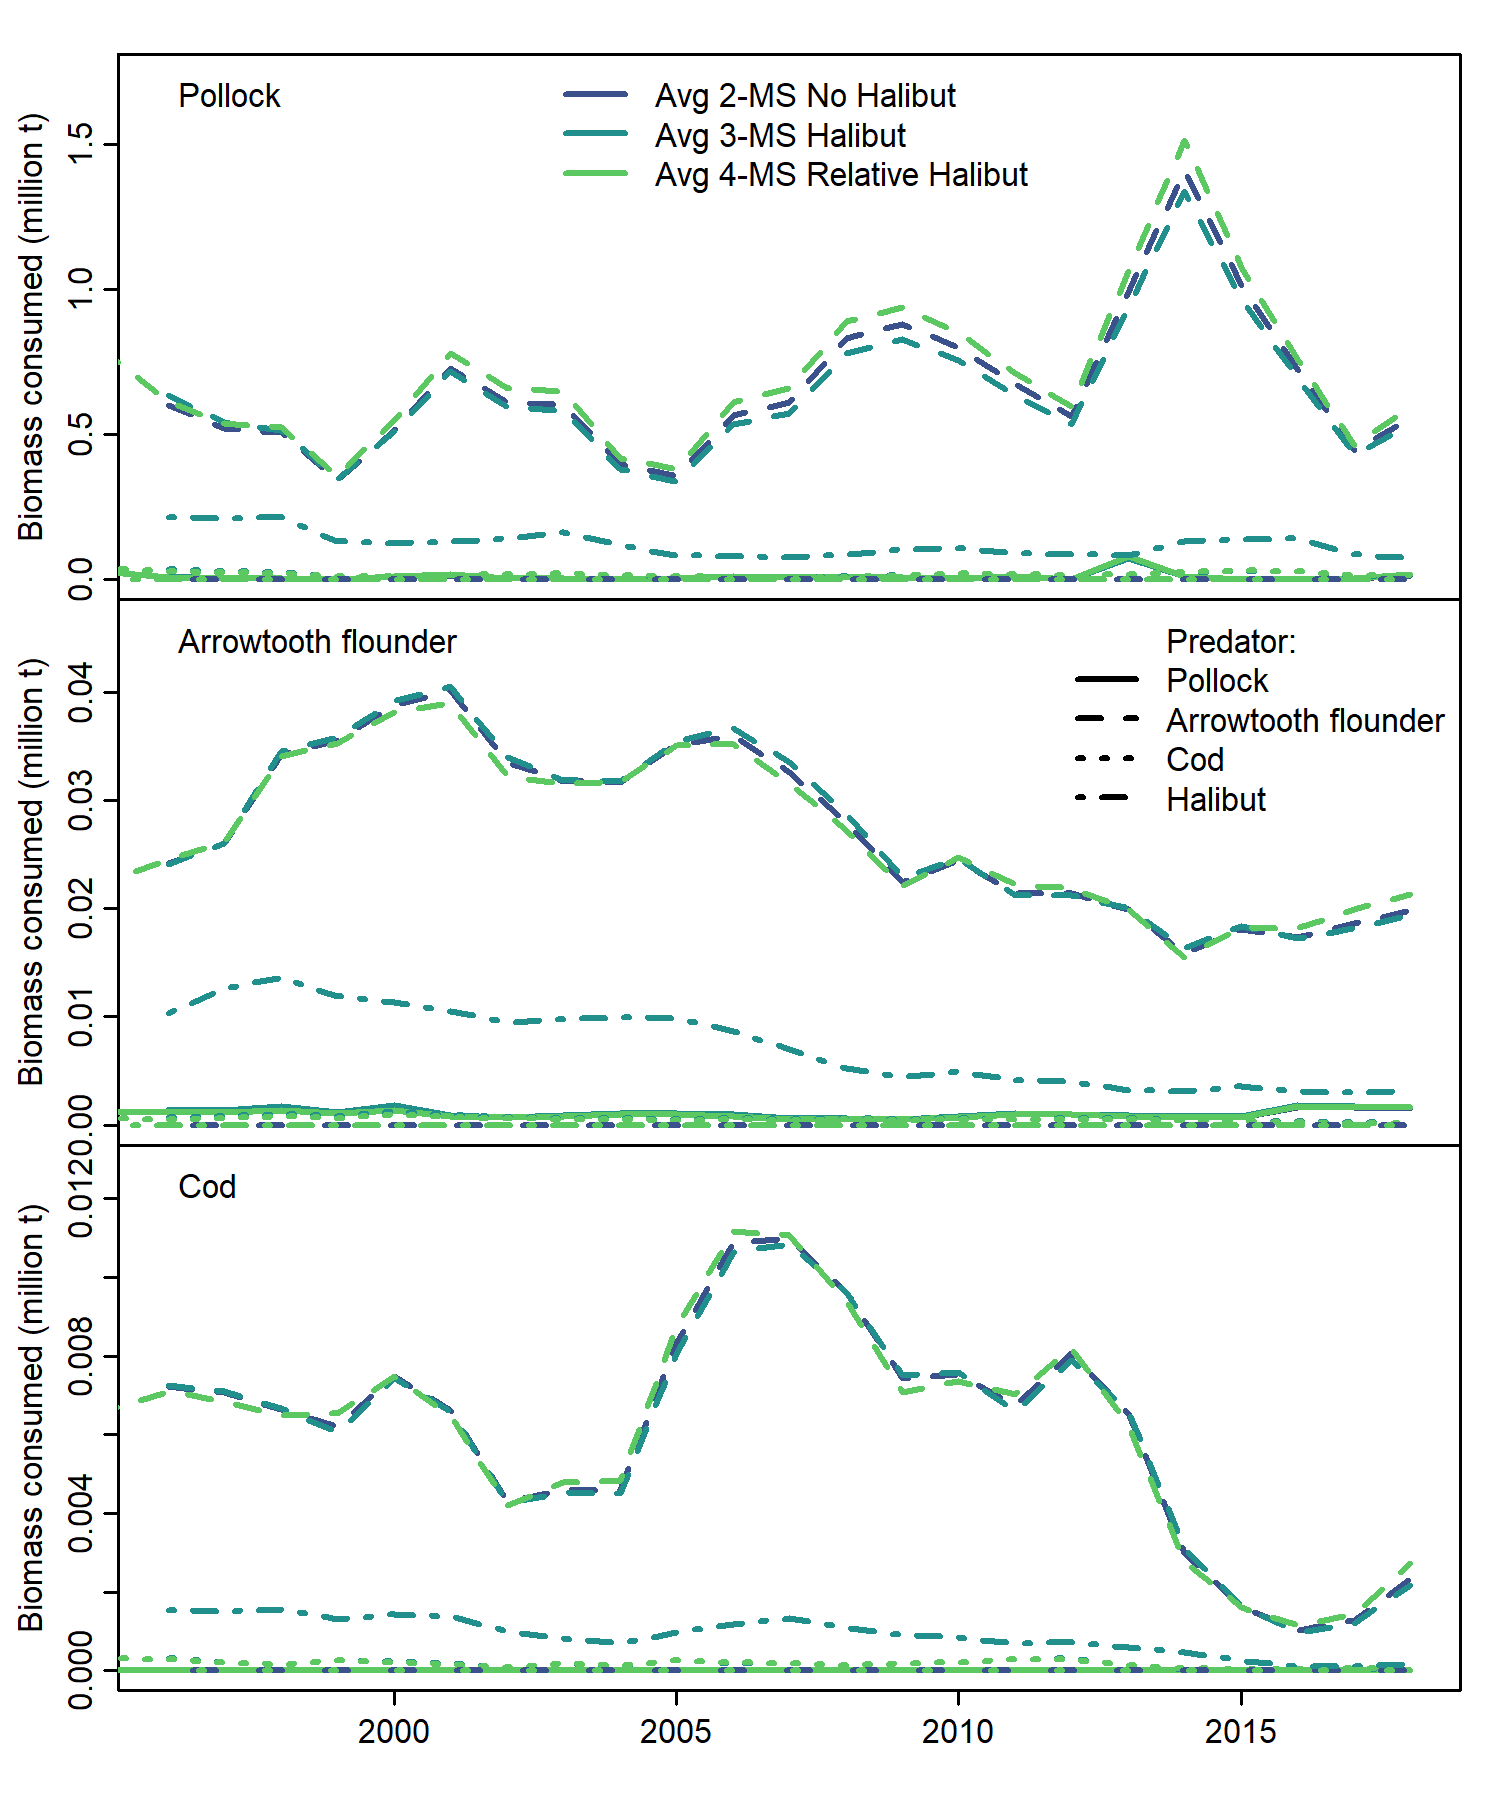 Pollock
Avg 2-MS No Halibut
Avg 3-MS Halibut
Avg 4-MS Relative Halibut
Biomass consumed (million t)
1.5
1.0
0.5
0.0
Arrowtooth flounder
Predator:
Pollock
Arrowtooth flounder
Cod
Halibut
Biomass consumed (million t)
0.04
0.03
0.02
0.01
0.00
Cod
Biomass consumed (million t)
0.012
0.008
0.004
0.000
2000
2005
2010
2015